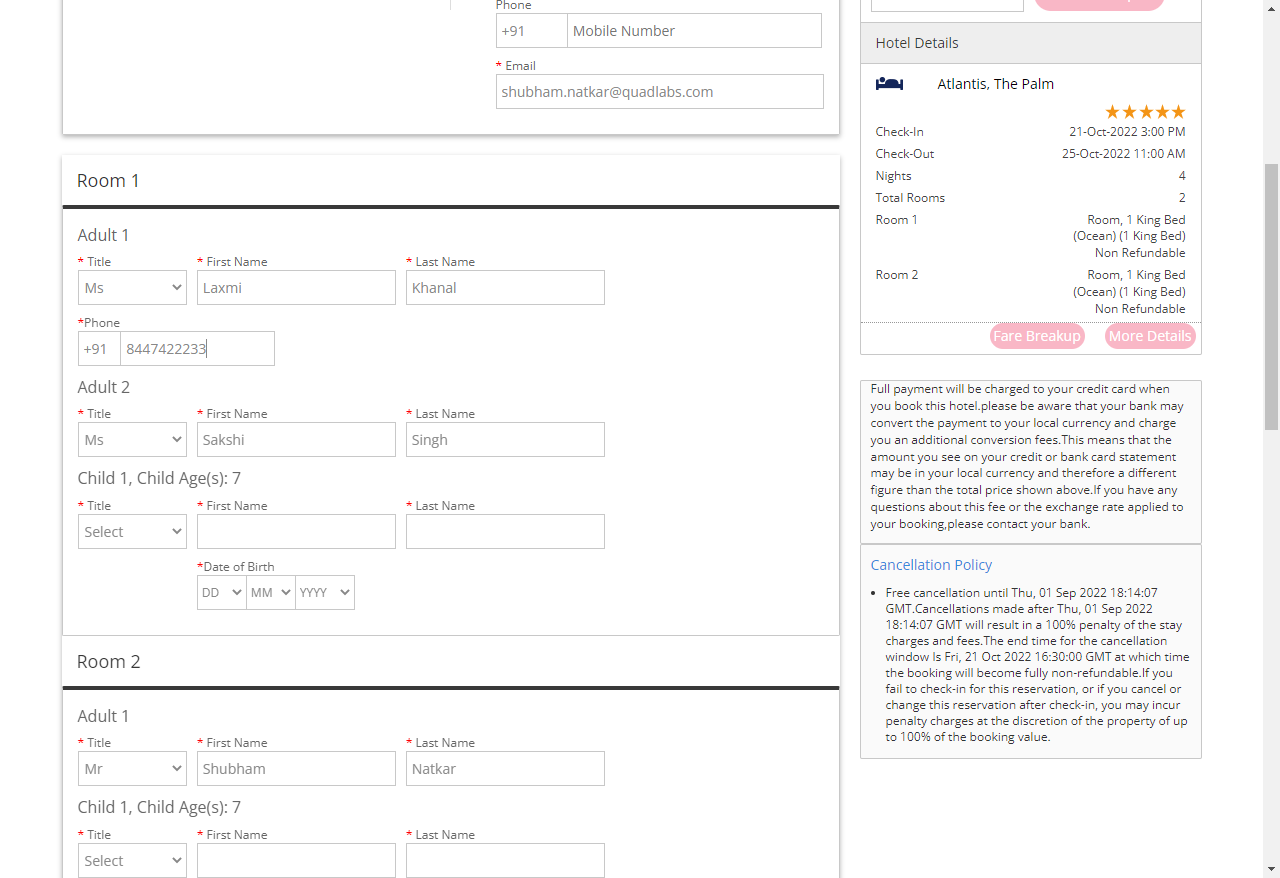 Phone
+91 Mobile Number
* Email
shubham.natkar@quadlabs.com
Room 1
Adult 1
* Title * First Name * Last Name
Ms Laxmi Khanal
*Phone
+91 8447422233
Adult 2
* Title * First Name * Last Name
Ms Sakshi Singh
Child 1, Child Age(s): 7
* Title * First Name * Last Name
Select
*Date of Birth
DD MM YYYY
Room 2
Adult 1
* Title * First Name * Last Name
Mr Shubham Natkar
Child 1, Child Age(s): 7
* Title * First Name * Last Name
Select
Hotel Details
Atlantis, The Palm
Check-In 21-Oct-2022 3:00 PM
Check-Out 25-Oct-2022 11:00 AM
Nights 4
Total Rooms 2
Room 1 Room, 1 King Bed
(Ocean) (1 King Bed)
Non Refundable
Room 2 Room, 1 King Bed
(Ocean) (1 King Bed)
Non Refundable
Fare Breakup More Details
Full payment will be charged to your credit card when
you book this hotel.please be aware that your bank may
convert the payment to your local currency and charge
you an additional conversion fees.This means that the
amount you see on your credit or bank card statement
may be in your local currency and therefore a different
figure than the total price shown above.If you have any
questions about this fee or the exchange rate applied to
your booking,please contact your bank.
Cancellation Policy
• Free cancellation until Thu, 01 Sep 2022 18:14:07
GMT.Cancellations made after Thu, 01 Sep 2022
18:14:07 GMT will result in a 100% penalty of the stay
charges and fees.The end time for the cancellation
window Is Fri, 21 Oct 2022 16:30:00 GMT at which time
the booking will become fully non-refundable.If you
fail to check-in for this reservation, or if you cancel or
change this reservation after check-in, you may incur
penalty charges at the discretion of the property of up
to 100% of the booking value.